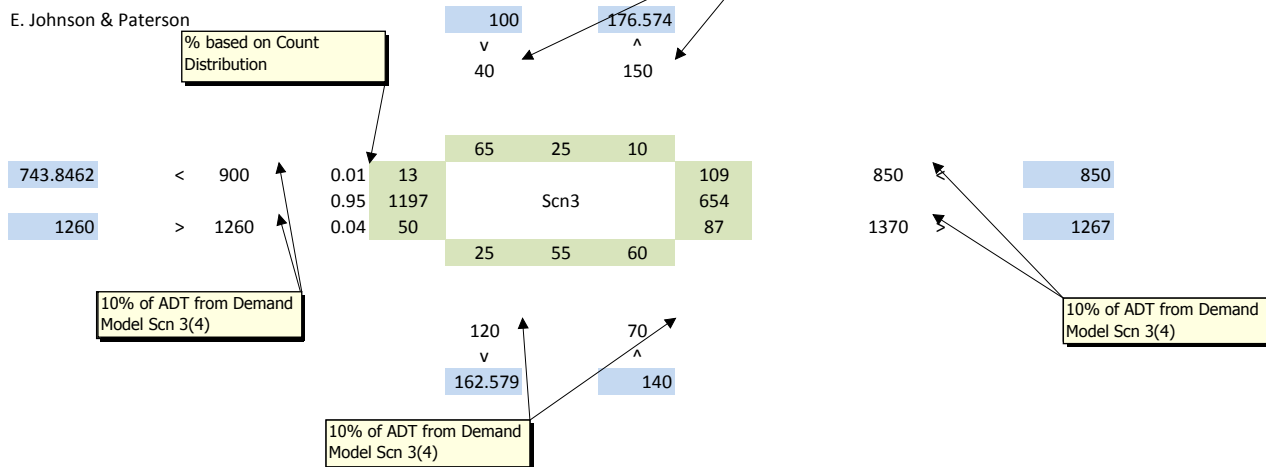 E. Johnson & Paterson 100 176.574
% based on Count
Distribution
v ^
40 150
65 25 10
743.8462 < 900 0.01 13 109 850 < 850
0.95 1197 Scn3 654
1260 > 1260 0.04 50 87 1370 > 1267
25 55 60
10% of ADT from Demand
Model Scn 3(4)
10% of ADT from Demand
Model Scn 3(4)
120 70
v ^
162.579 140
10% of ADT from Demand
Model Scn 3(4)